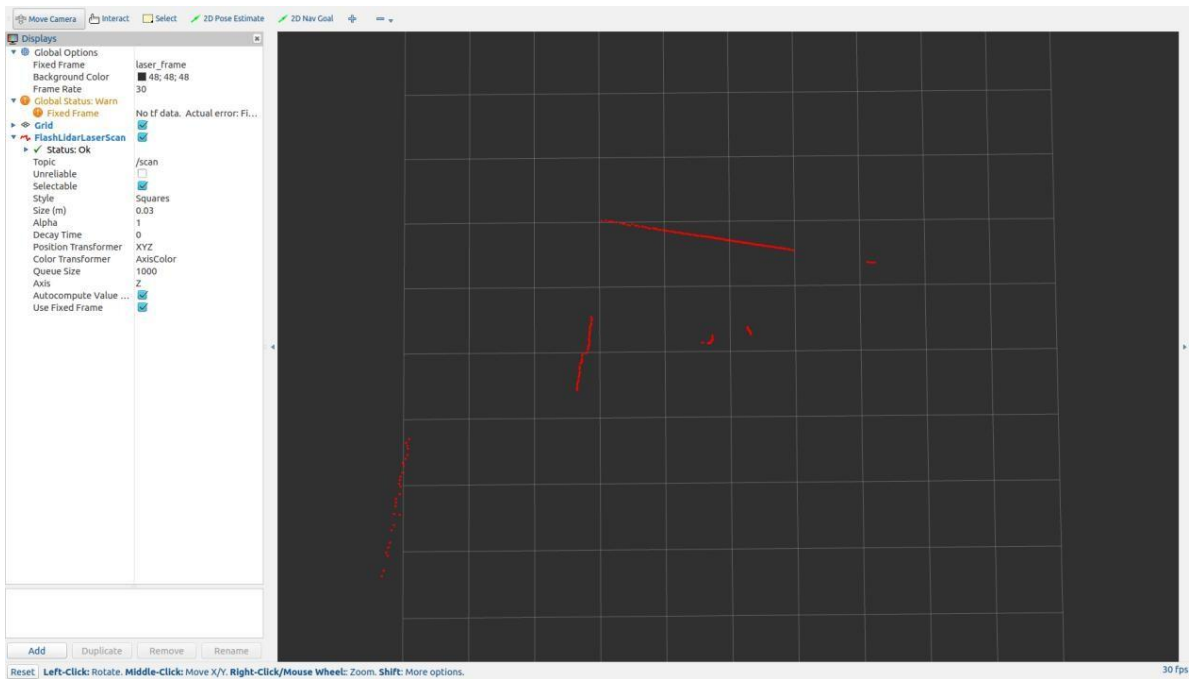 Move Camera Interact Select 2D Pose Estimate 2D Nav Goal
Displays
Global Options
Fixed Frame laser_frame
Background Color 48; 48; 48
Frame Rate 30
Global Status: Warn
Fixed Frame No tf data. Actual error: Fi...
Grid
FlashLidarLaserScan
Status: Ok
Topic /scan
Unreliable
Selectable
Style Squares
Size (m) 0.03
Alpha 1
Decay Time 0
Position Transformer XYZ
Color Transformer AxisColor
Queue Size 1000
Axis Z
Autocompute Value ...
Use Fixed Frame
Add Duplicate Remove Rename
Reset Left-Click: Rotate. Middle-Click: Move X/Y. Right-Click/Mouse Wheel: Zoom. Shift: More options. 30 fps